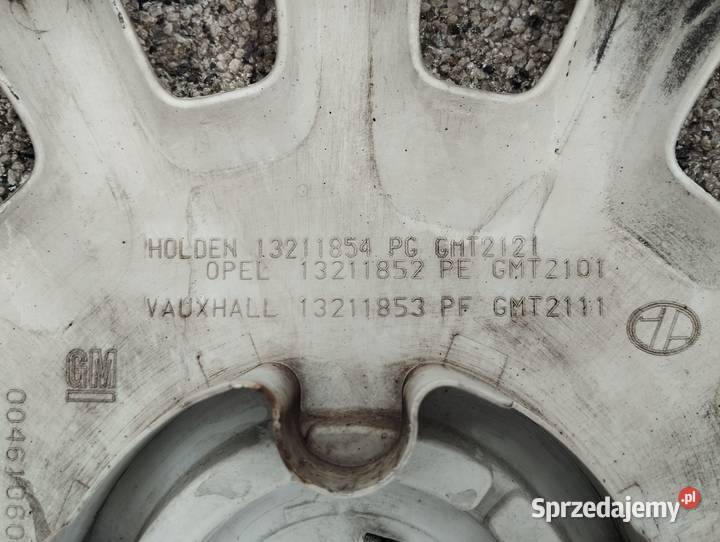 HOLDEN 13211854 PG GMT2121
OPEL 13211852 PE GMT2101
VAUXHALL 13211853 PF GMT2111
GM
Sprzedajemy.pl